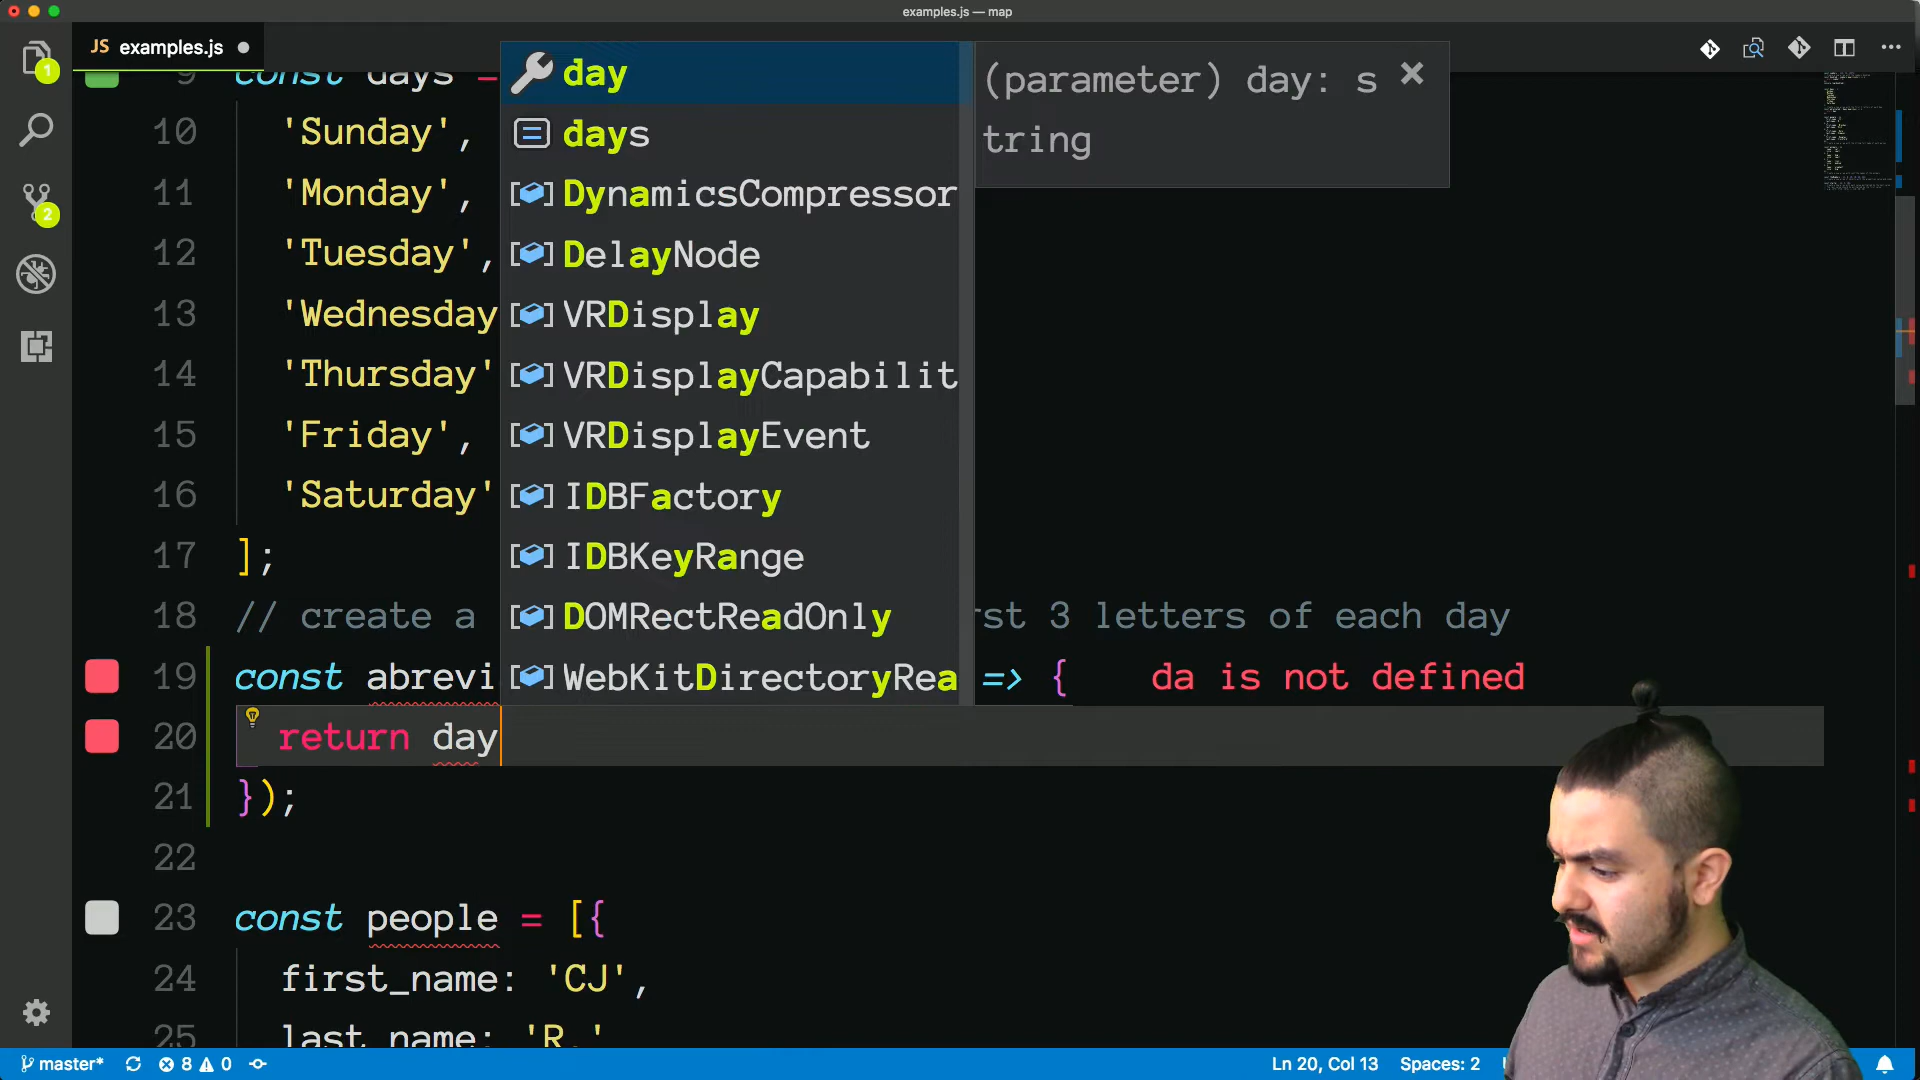 examples.js — map
JS examples.js
9 const days =
10 'Sunday',
11 'Monday',
12 'Tuesday',
13 'Wednesday
14 'Thursday'
15 'Friday',
16 'Saturday'
17 ];
18 // create a rst 3 letters of each day
19 const abrevi => { da is not defined
20 return day
21 });
22
23 const people = [{
24 first_name: 'CJ',
25 last_name: 'R.'
day
days
DynamicsCompressor
DelayNode
VRDisplay
VRDisplayCapabilit
VRDisplayEvent
IDBFactory
IDBKeyRange
DOMRectReadOnly
WebKitDirectoryRea
(parameter) day: s
tring
1
2
master* 8 0 Ln 20, Col 13 Spaces: 2